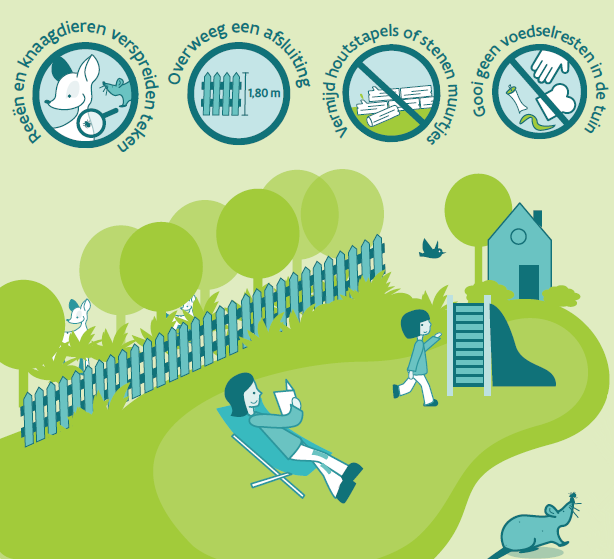 Reeën en knaagdieren verspreiden teken
Overweeg een afsluiting
1,80 m
Vermijd houtstapels of stenen muurtjes
Gooi geen voedselresten in de tuin